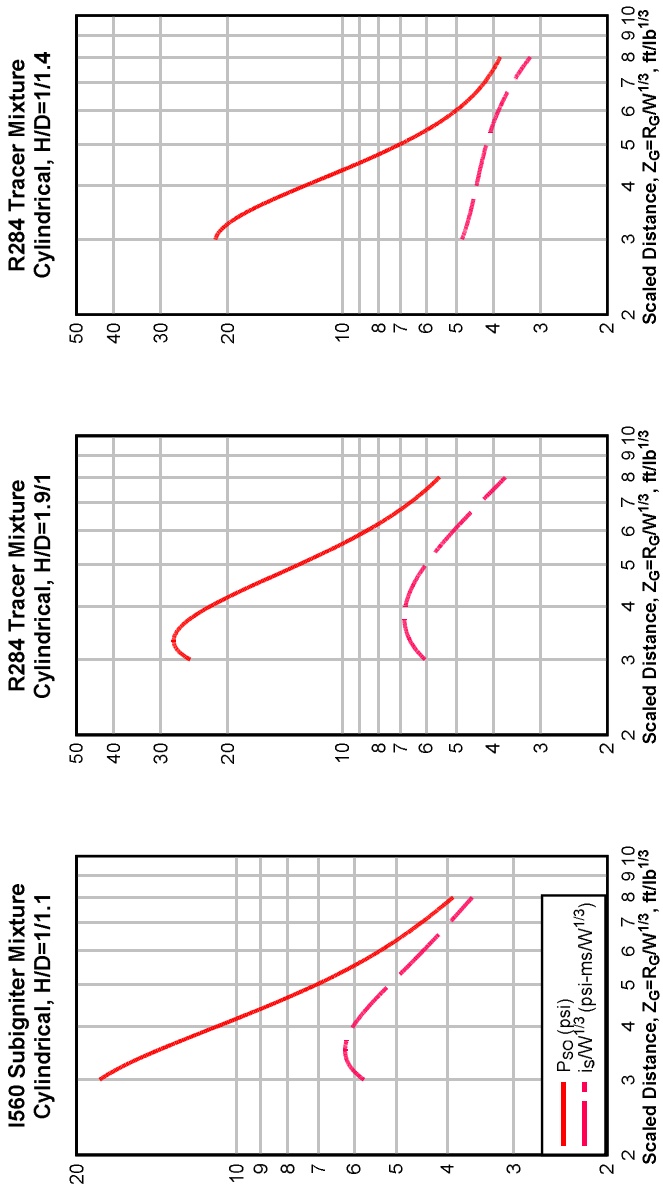 I560 Subigniter Mixture
Cylindrical, H/D=1/1.1
20
10
9
8
7
6
5
4
3
2
2 3 4 5 6 7 8 9 10
Scaled Distance, ZG=RG/W1/3, ft/lb1/3
PSO (psi)
is/W1/3 (psi-ms/W1/3)
R284 Tracer Mixture
Cylindrical, H/D=1.9/1
50
40
30
20
10
8
7
6
5
4
3
2
2 3 4 5 6 7 8 9 10
Scaled Distance, ZG=RG/W1/3, ft/lb1/3
R284 Tracer Mixture
Cylindrical, H/D=1/1.4
50
40
30
20
10
8
7
6
5
4
3
2
2 3 4 5 6 7 8 9 10
Scaled Distance, ZG=RG/W1/3, ft/lb1/3